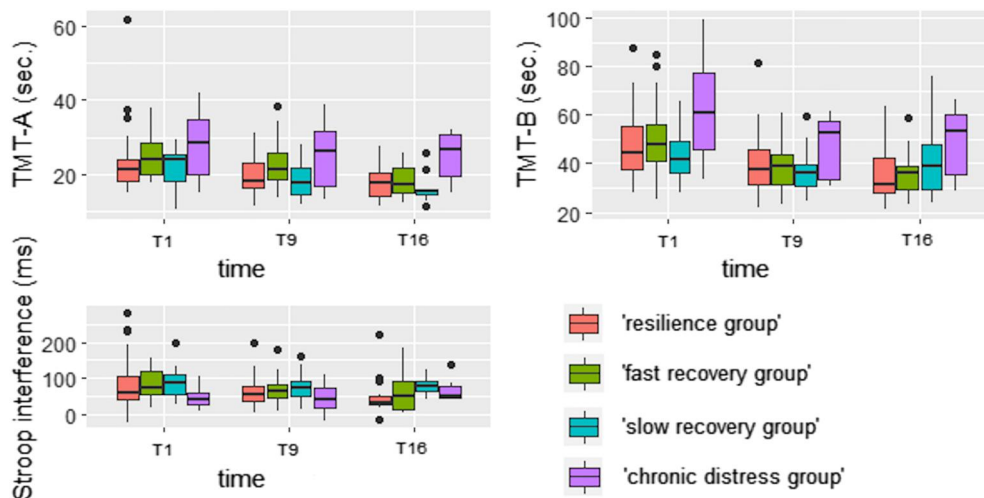 TMT-A (sec.)
60
40
20
T1
T9
T16
time
TMT-B (sec.)
100
80
60
40
20
T1
T9
T16
time
Stroop interference (ms)
200
100
0
T1
T9
T16
time
'resilience group'
'fast recovery group'
'slow recovery group'
'chronic distress group'